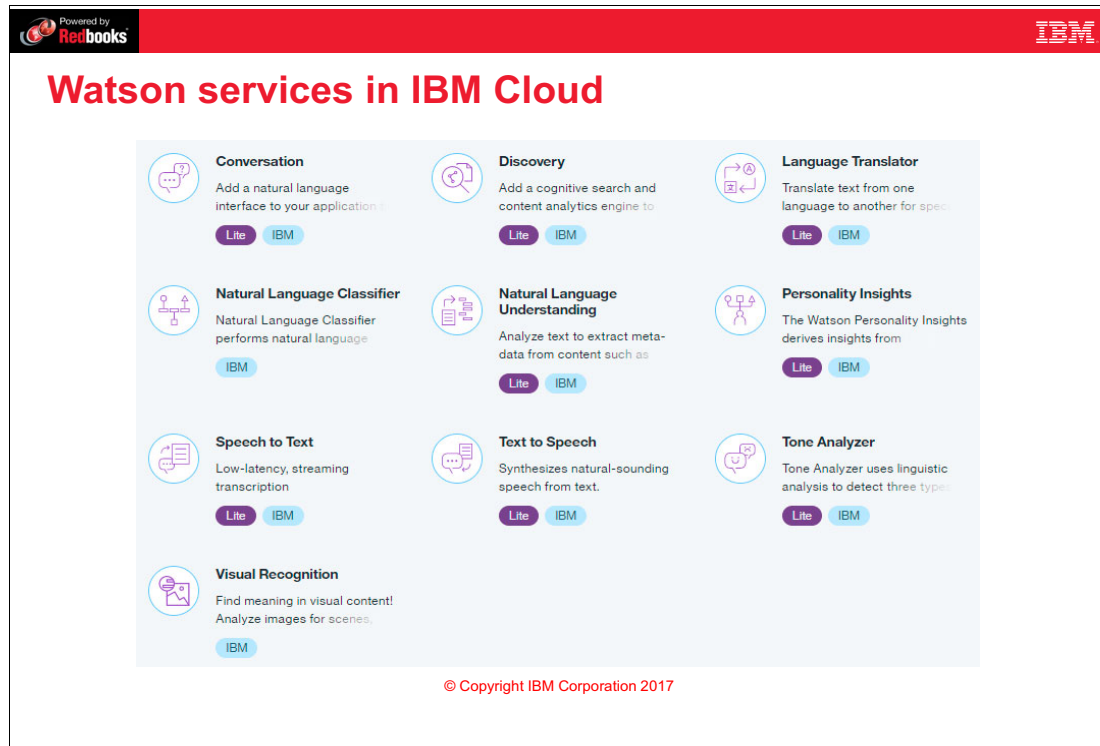 Powered by
Redbooks
IBM
Watson services in IBM Cloud
Conversation
Add a natural language
interface to your application
Lite IBM
Discovery
Add a cognitive search and
content analytics engine to
Lite IBM
Language Translator
Translate text from one
language to another for spec
Lite IBM
Natural Language Classifier
Natural Language Classifier
performs natural language
IBM
Natural Language
Understanding
Analyze text to extract meta-
data from content such as
Lite IBM
Personality Insights
The Watson Personality Insights
derives insights from
Lite IBM
Speech to Text
Low-latency, streaming
transcription
Lite IBM
Text to Speech
Synthesizes natural-sounding
speech from text.
Lite IBM
Tone Analyzer
Tone Analyzer uses linguistic
analysis to detect three types
Lite IBM
Visual Recognition
Find meaning in visual content!
Analyze images for scenes,
IBM
© Copyright IBM Corporation 2017